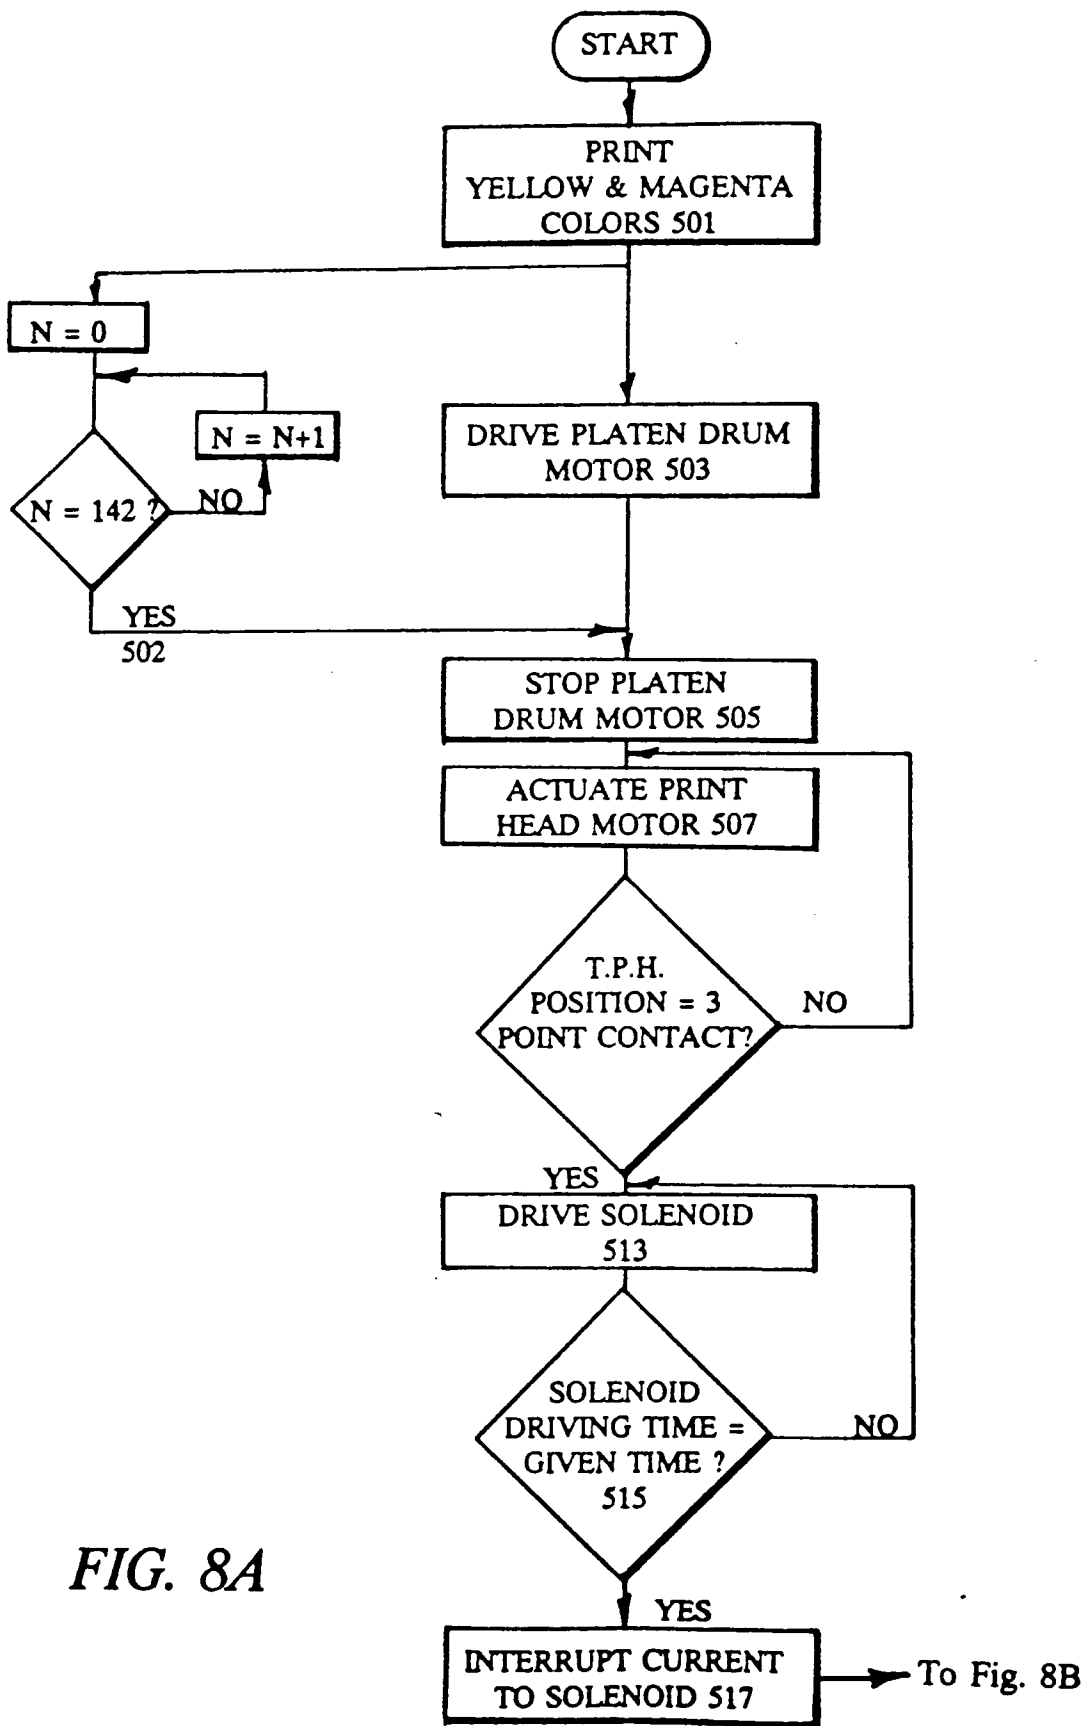 START
PRINT
YELLOW & MAGENTA
COLORS 501
N = 0
N = N+1
DRIVE PLATEN DRUM
MOTOR 503
N = 142 ?
NO
YES
502
STOP PLATEN
DRUM MOTOR 505
ACTUATE PRINT
HEAD MOTOR 507
T.P.H.
POSITION = 3
POINT CONTACT?
NO
YES
DRIVE SOLENOID
513
SOLENOID
DRIVING TIME =
GIVEN TIME ?
515
NO
FIG. 8A
YES
INTERRUPT CURRENT
TO SOLENOID 517
To Fig. 8B